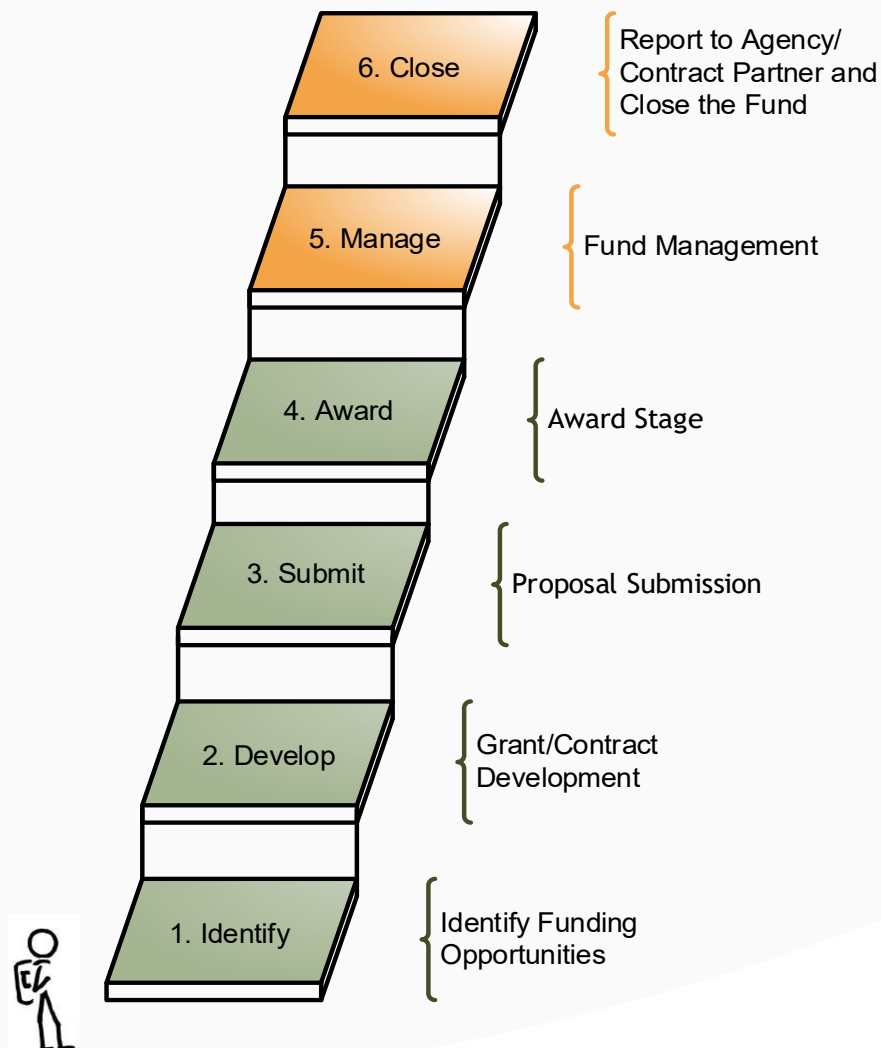 6. Close
Report to Agency/
Contract Partner and
Close the Fund
5. Manage
Fund Management
4. Award
Award Stage
3. Submit
Proposal Submission
2. Develop
Grant/Contract
Development
1. Identify
Identify Funding
Opportunities